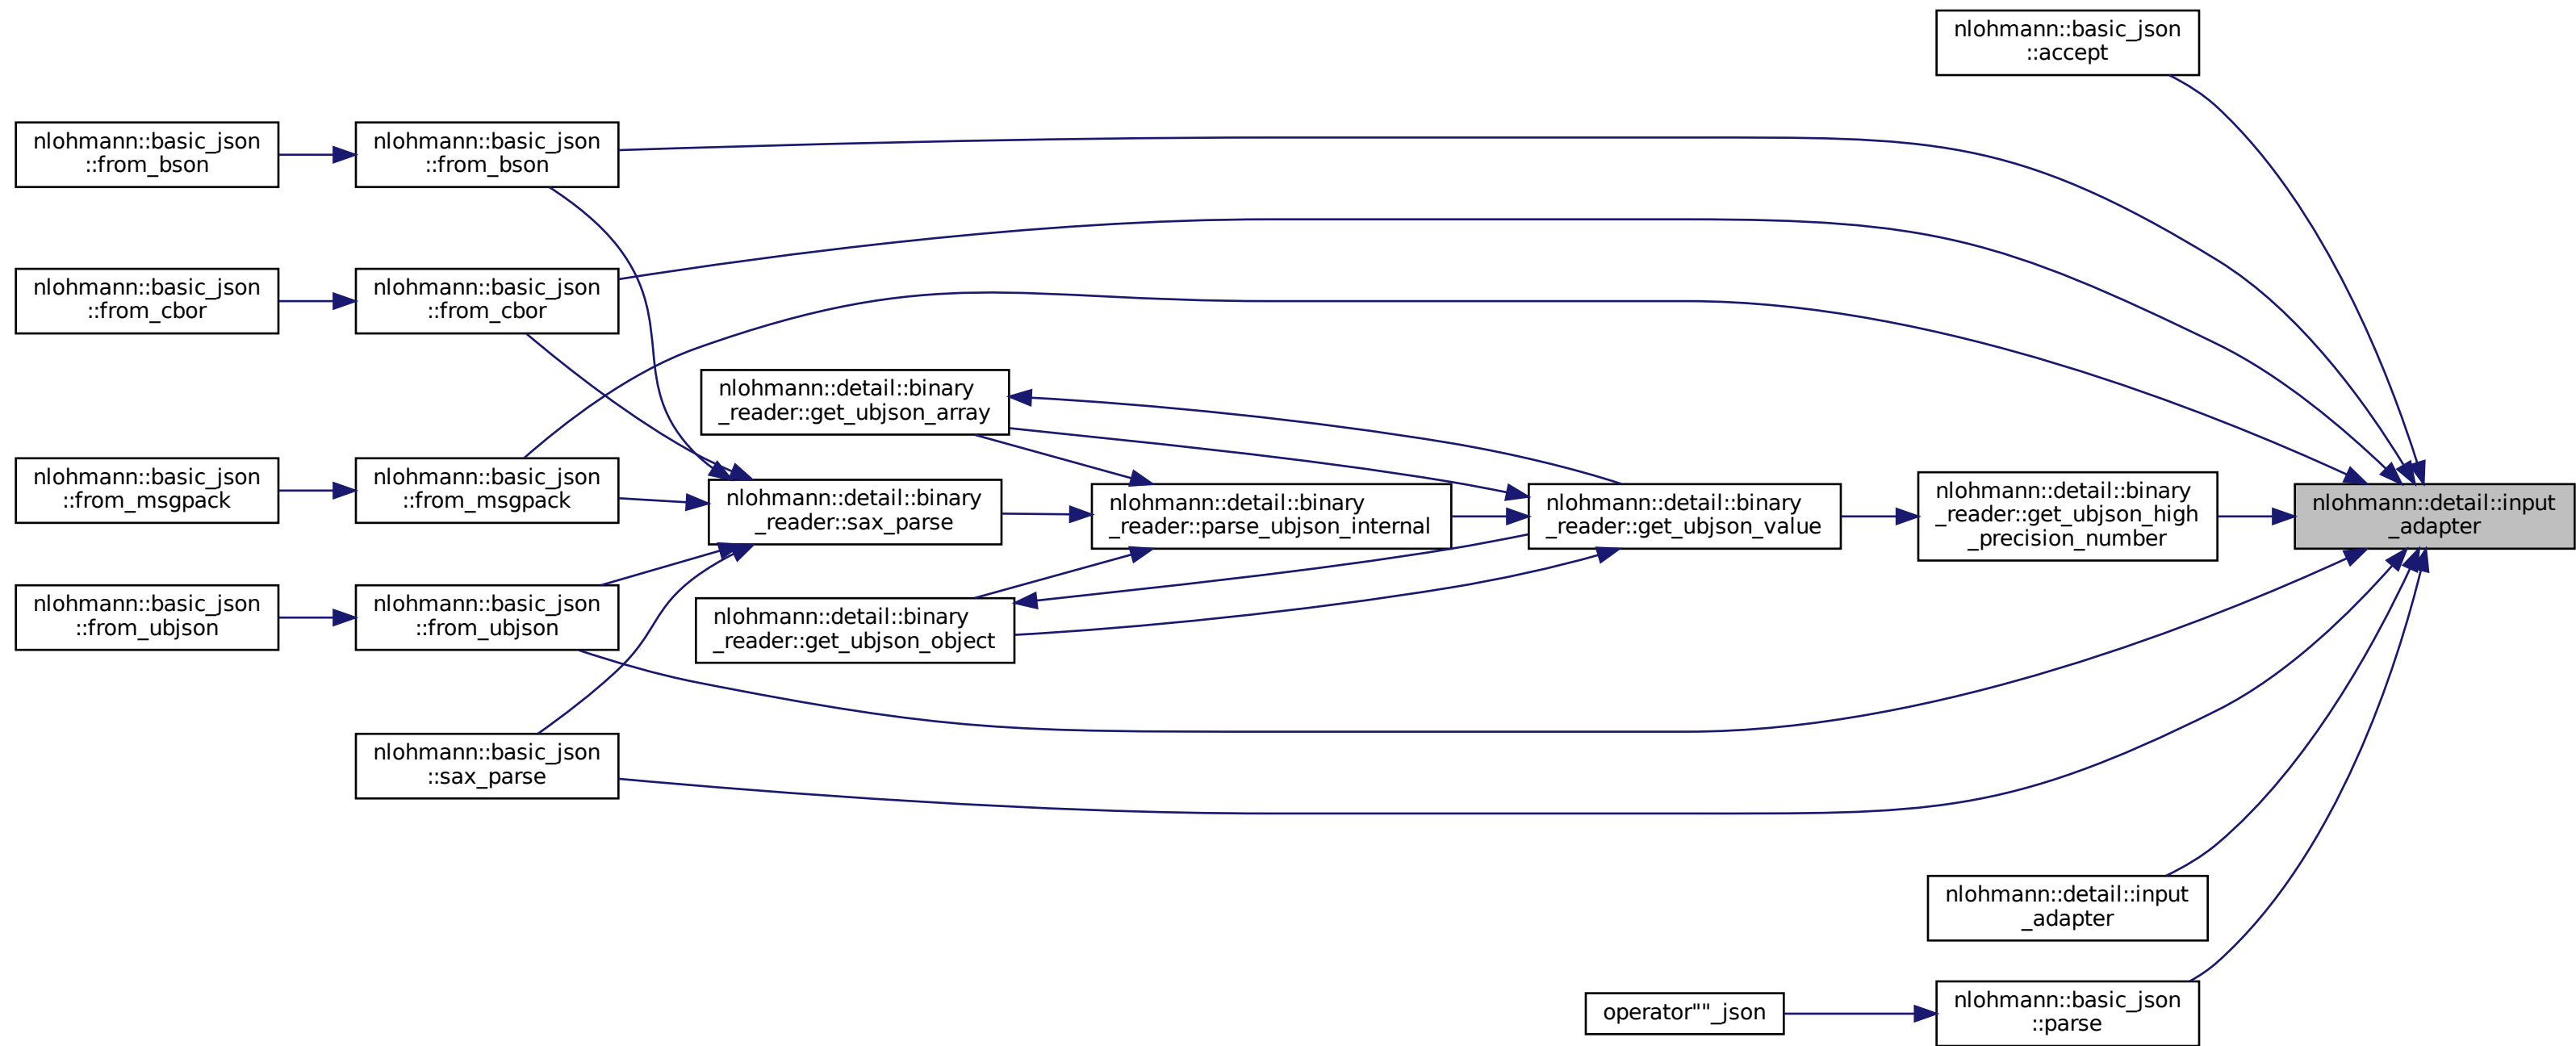 nlohmann::basic_json
::accept
nlohmann::basic_json
::from_bson
nlohmann::basic_json
::from_bson
nlohmann::basic_json
::from_cbor
nlohmann::basic_json
::from_cbor
nlohmann::detail::binary
_reader::get_ubjson_array
nlohmann::basic_json
::from_msgpack
nlohmann::basic_json
::from_msgpack
nlohmann::detail::binary
_reader::sax_parse
nlohmann::detail::binary
_reader::parse_ubjson_internal
nlohmann::detail::binary
_reader::get_ubjson_value
nlohmann::detail::binary
_reader::get_ubjson_high
_precision_number
nlohmann::detail::input
_adapter
nlohmann::basic_json
::from_ubjson
nlohmann::basic_json
::from_ubjson
nlohmann::detail::binary
_reader::get_ubjson_object
nlohmann::basic_json
::sax_parse
nlohmann::detail::input
_adapter
operator""_json
nlohmann::basic_json
::parse